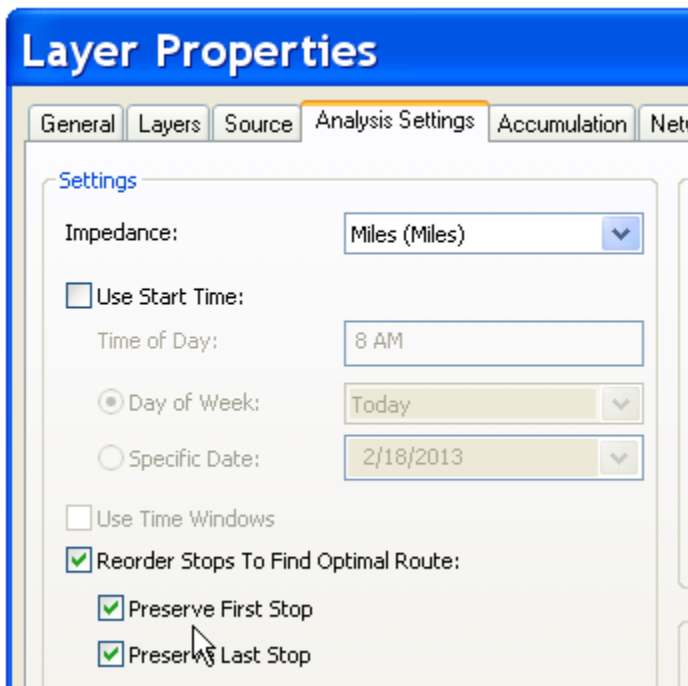 Layer Properties
General Layers Source Analysis Settings Accumulation
Settings
Impedance: Miles (Miles)
Use Start Time:
Time of Day: 8 AM
Day of Week: Today
Specific Date: 2/18/2013
Use Time Windows
Reorder Stops To Find Optimal Route:
Preserve First Stop
Preserve Last Stop